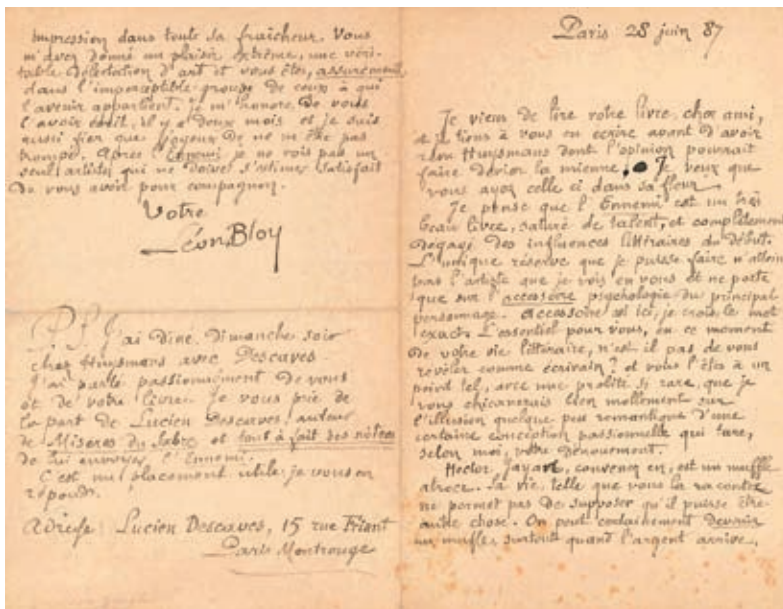 Paris 28 juin 87
Je viens de lire votre livre, cher ami,
et je tiens à vous en écrire avant d'avoir
vu Huysmans dont l'opinion pourrait
faire dévier la mienne. Je veux que
vous ayez celle ci dans sa fleur.
Je pense que l'Ennemi est un très
beau livre, saturé de talent, et complètement
dégagé des influences littéraires du début.
L'unique réserve que je puisse faire n'atteint
pas l'artiste que je vois en vous et ne porte
que sur l'accessoire psychologie du principal
personnage. Accessoire est ici, je crois, le mot
exact. L'essentiel pour vous, en ce moment
de votre vie littéraire, n'est il pas de vous
révéler comme écrivain? et vous l'êtes à un
point tel, avec une probité si rare, que je
vous chicanerais bien mollement sur
l'illusion quelque peu romantique d'une
certaine conception passionnelle qui tare,
selon moi, votre dénouement.
Hector, convenez en, est un muffle
atroce. La vie, telle que vous la racontez
ne permet pas de supposer qu'il puisse être
autre chose. On peut certainement devenir
un muffle, surtout quand l'argent arrive,
impression dans toute sa fraîcheur. Vous
m'avez donné un plaisir extrême, une véri-
table délectation d'art et vous êtes, assurément
dans l'imperceptible groupe de ceux à qui
l'avenir appartient. Je m'honore de vous
l'avoir écrit, il y a deux mois et je suis
aussi fier que joyeux de ne m'être pas
trompé. Après l'Ennemi je ne vois pas un
seul artiste qui ne doive s'estimer satisfait
de vous avoir pour compagnon.
Votre
Léon Bloy
P.S. J'ai dîné, dimanche soir
chez Huysmans avec Descaves.
J'ai parlé passionnément de vous
et de votre livre. Je vous prie de
la part de Lucien Descaves, auteur
de Misères du Sabre et tout à fait des nôtres
de lui envoyer l'Ennemi.
C'est un placement utile, je vous en
réponds.
Adresse: Lucien Descaves, 15 rue Friant
Paris Montrouge